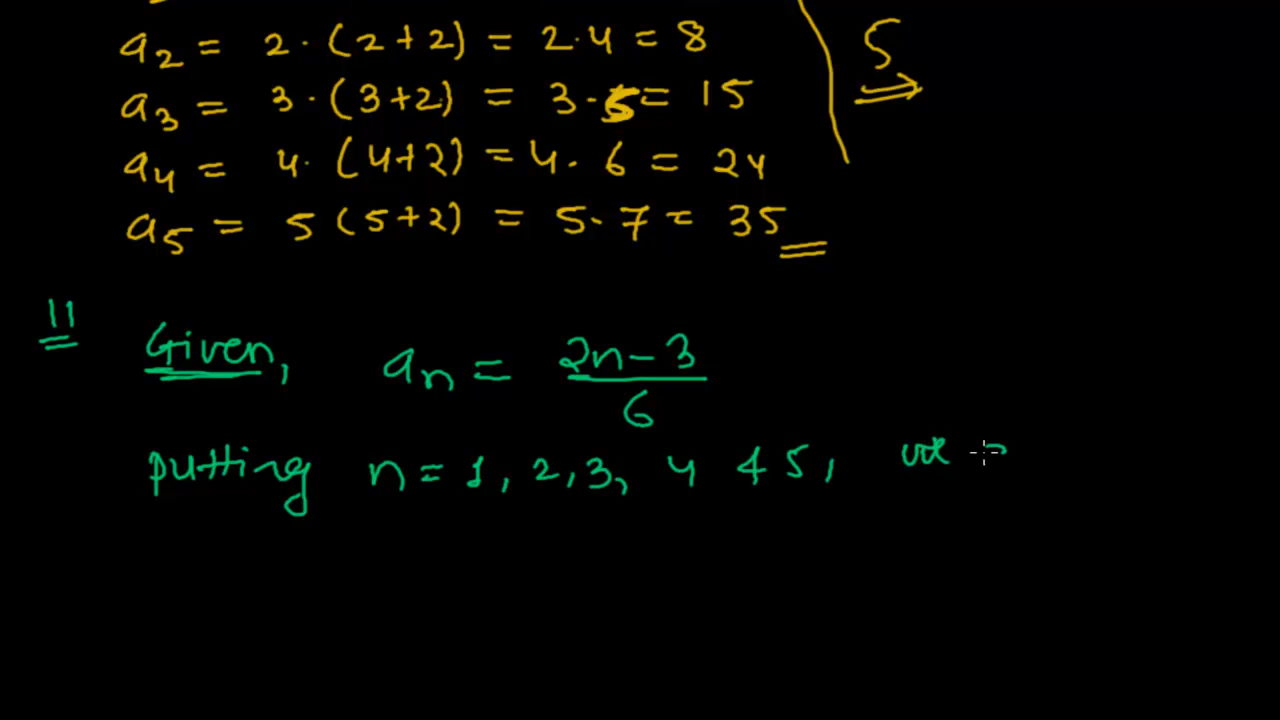 a₂ = 2 · (2+2) = 2·4 = 8
5
a₃ = 3 · (3+2) = 3·5 = 15
a₄ = 4· (4+2) = 4·6 = 24
a₅ = 5 (5+2) = 5·7 = 35
11
Given, aₙ = (2n-3)/6
putting n = 1, 2, 3, 4 & 5, we